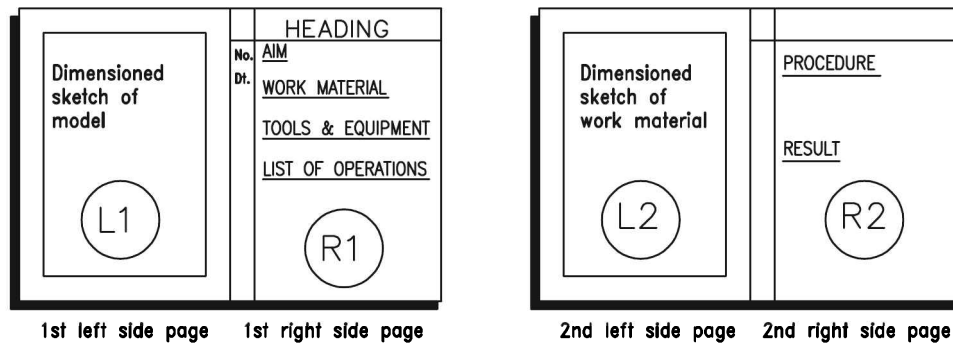 Dimensioned
sketch of
model
L1
HEADING
No.
Dt.
AIM
WORK MATERIAL
TOOLS & EQUIPMENT
LIST OF OPERATIONS
R1
1st left side page
1st right side page
Dimensioned
sketch of
work material
L2
PROCEDURE
RESULT
R2
2nd left side page
2nd right side page